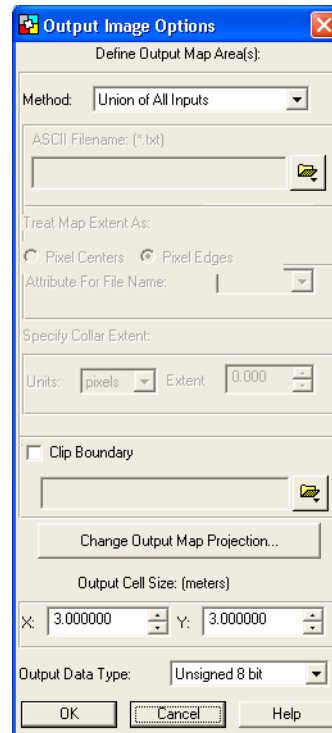 Output Image Options
Define Output Map Area(s):
Method: Union of All Inputs
ASCII Filename: (*.txt)
Treat Map Extent As:
Pixel Centers Pixel Edges
Attribute For File Name:
Specify Collar Extent:
Units: pixels Extent 0.000
Clip Boundary
Change Output Map Projection...
Output Cell Size: (meters)
X: 3.000000 Y: 3.000000
Output Data Type: Unsigned 8 bit
OK Cancel Help